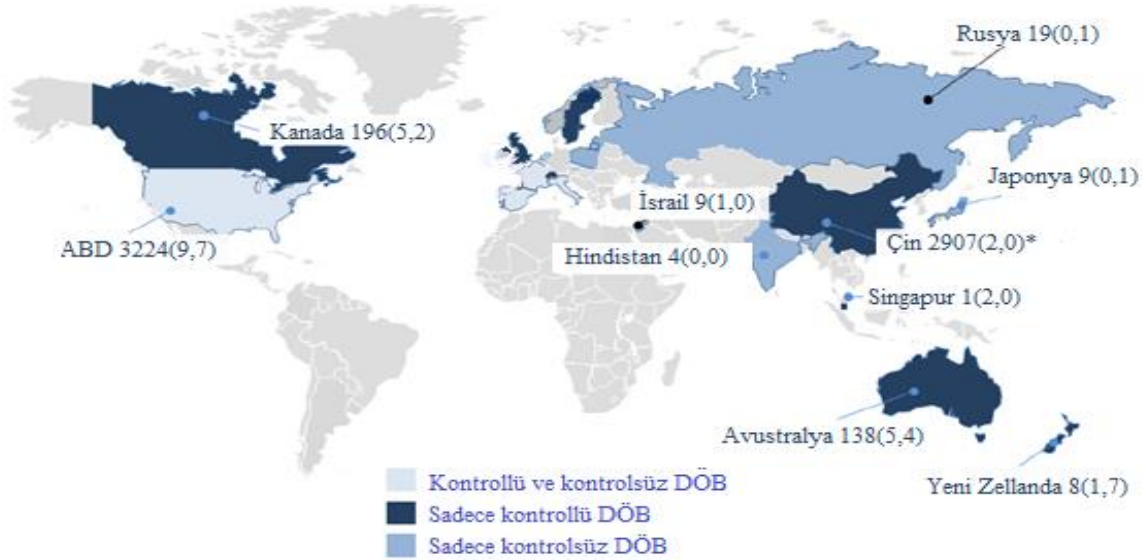 Rusya 19(0,1)
Kanada 196(5,2)
Japonya 9(0,1)
İsrail 9(1,0)
ABD 3224(9,7)
Çin 2907(2,0)*
Hindistan 4(0,0)
Singapur 1(2,0)
Avustralya 138(5,4)
Yeni Zellanda 8(1,7)
Kontrollü ve kontrolsüz DÖB
Sadece kontrollü DÖB
Sadece kontrolsüz DÖB